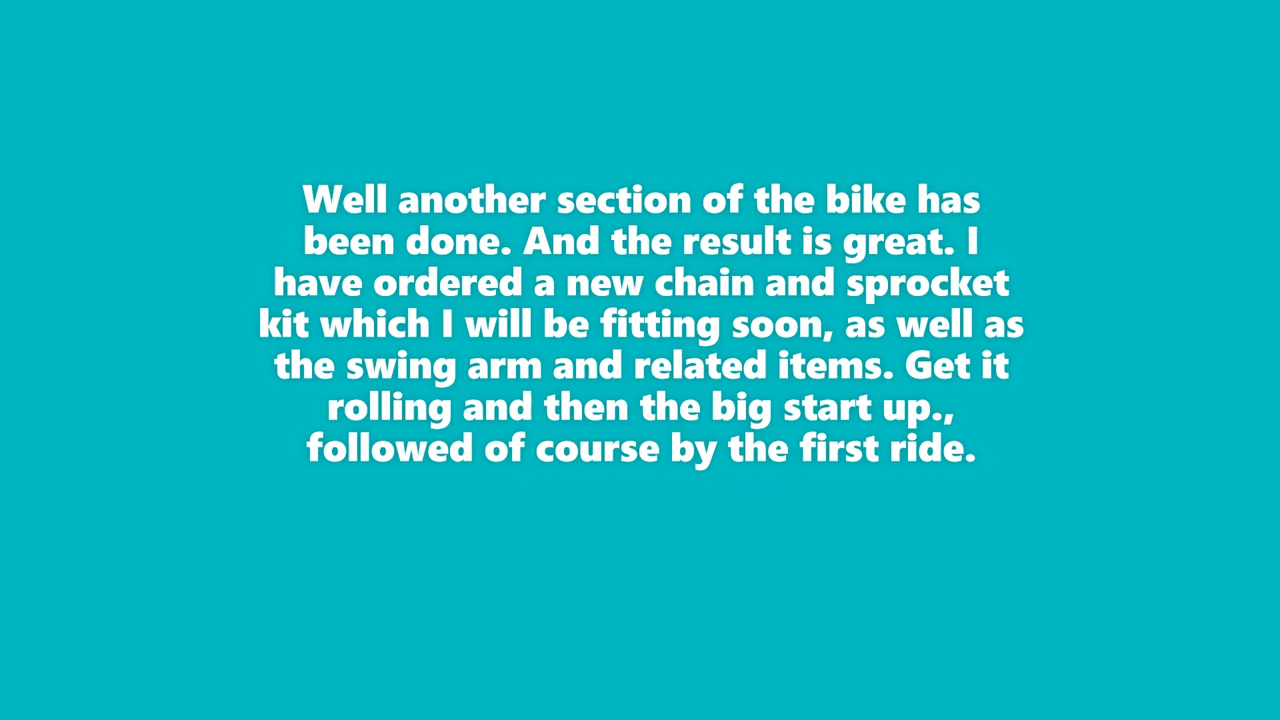 Well another section of the bike has
been done. And the result is great. I
have ordered a new chain and sprocket
kit which I will be fitting soon, as well as
the swing arm and related items. Get it
rolling and then the big start up.,
followed of course by the first ride.